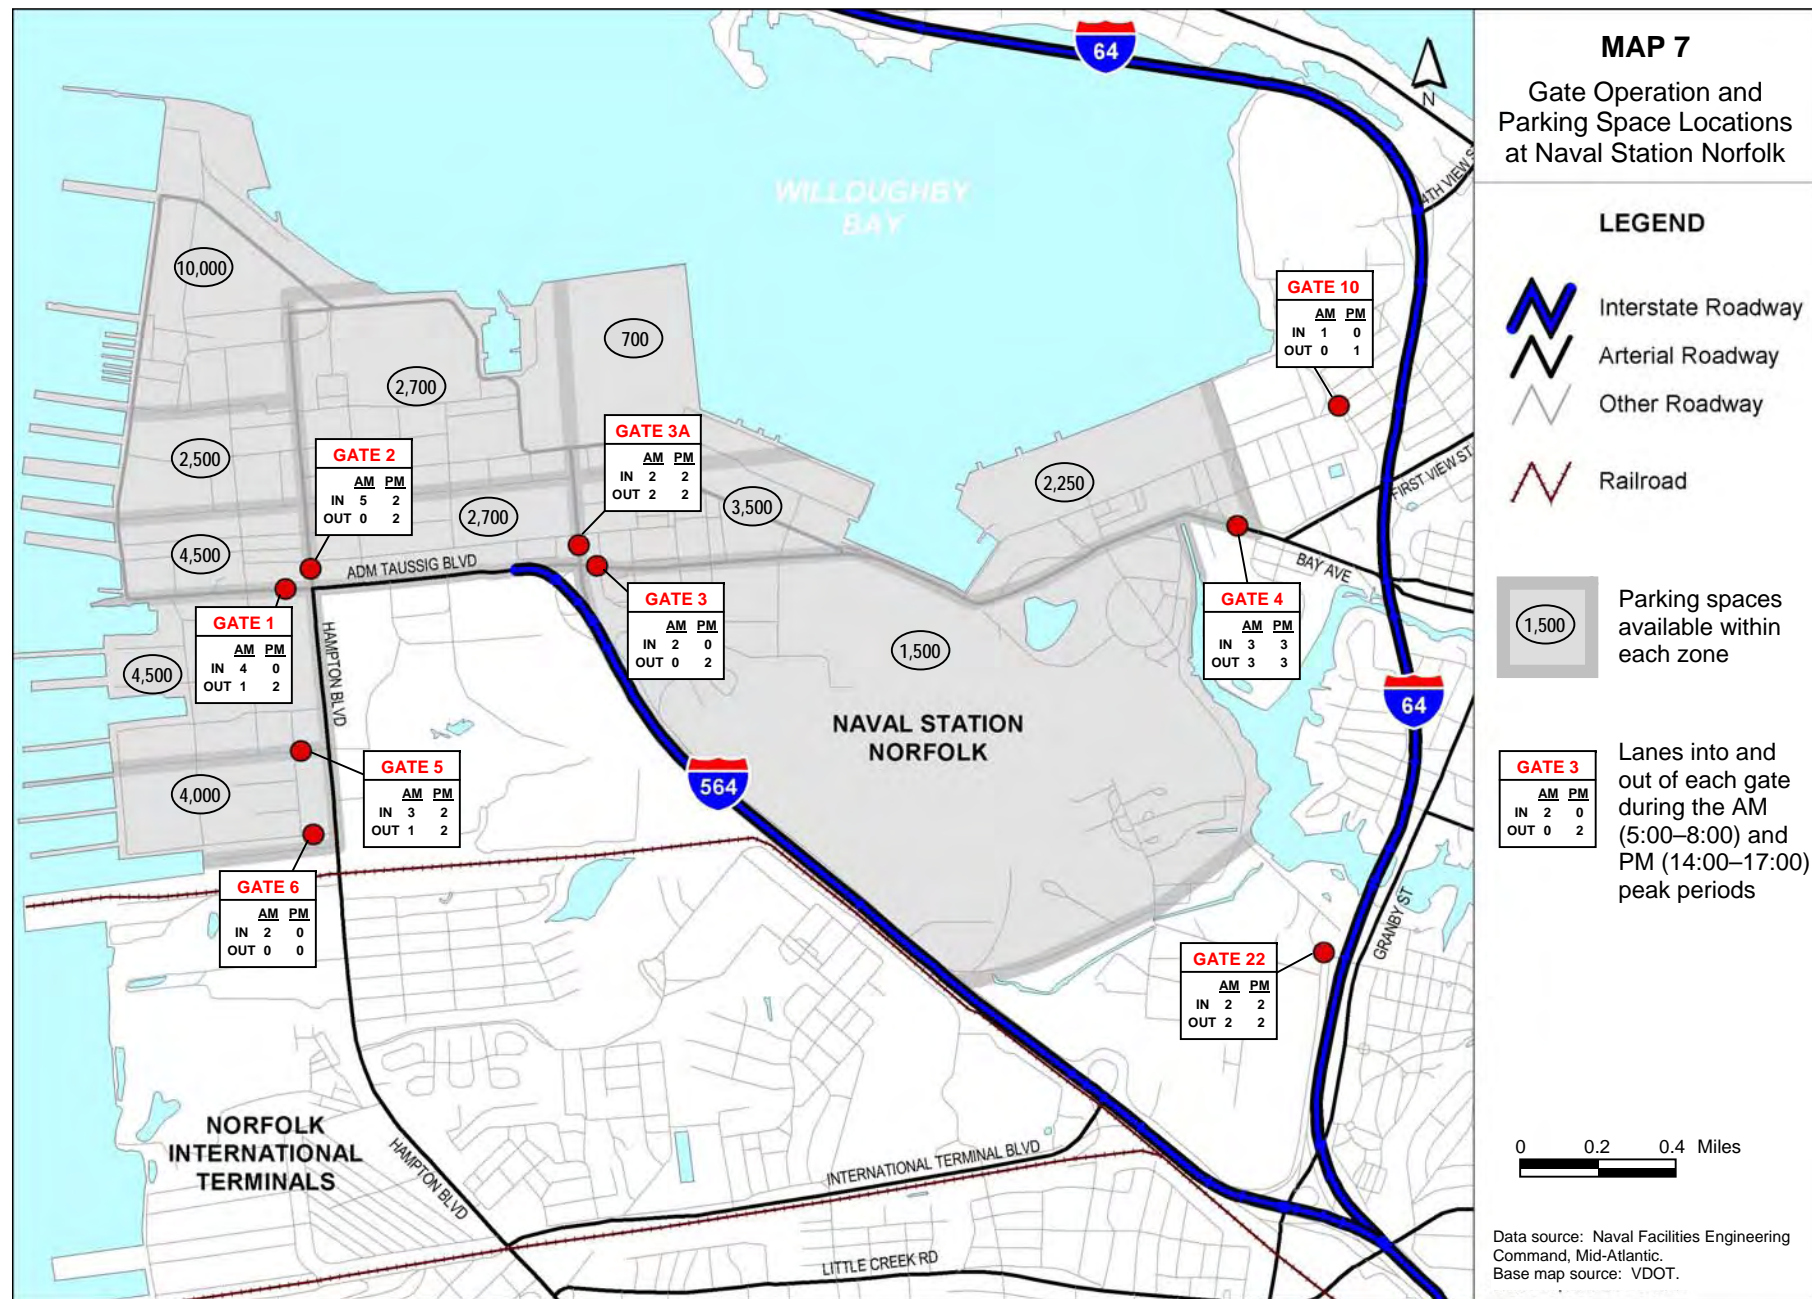 MAP 7
Gate Operation and
Parking Space Locations
at Naval Station Norfolk
LEGEND
Interstate Roadway
Arterial Roadway
Other Roadway
Railroad
1,500
Parking spaces
available within
each zone
GATE 3
AM PM
IN 2 0
OUT 0 2
Lanes into and
out of each gate
during the AM
(5:00–8:00) and
PM (14:00–17:00)
peak periods
0 0.2 0.4 Miles
Data source: Naval Facilities Engineering
Command, Mid-Atlantic.
Base map source: VDOT.
N
64
4TH VIEW S
WILLOUGHBY
BAY
10,000
700
2,700
2,500
2,700
3,500
2,250
4,500
4,500
4,000
1,500
GATE 10
AM PM
IN 1 0
OUT 0 1
GATE 3A
AM PM
IN 2 2
OUT 2 2
GATE 2
AM PM
IN 5 2
OUT 0 2
FIRST VIEW ST
ADM TAUSSIG BLVD
BAY AVE
GATE 1
AM PM
IN 4 0
OUT 1 2
GATE 3
AM PM
IN 2 0
OUT 0 2
GATE 4
AM PM
IN 3 3
OUT 3 3
HAMPTON BLVD
64
NAVAL STATION
NORFOLK
564
GATE 5
AM PM
IN 3 2
OUT 1 2
GATE 6
AM PM
IN 2 0
OUT 0 0
GRANBY ST
GATE 22
AM PM
IN 2 2
OUT 2 2
NORFOLK
INTERNATIONAL
TERMINALS
HAMPTON BLVD
INTERNATIONAL TERMINAL BLVD
LITTLE CREEK RD